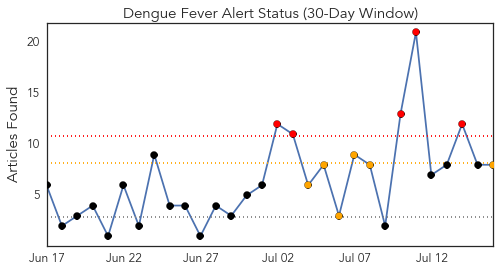 Dengue Fever Alert Status (30-Day Window)
Articles Found
20
15
10
5
Jun 17 Jun 22 Jun 27 Jul 02 Jul 07 Jul 12